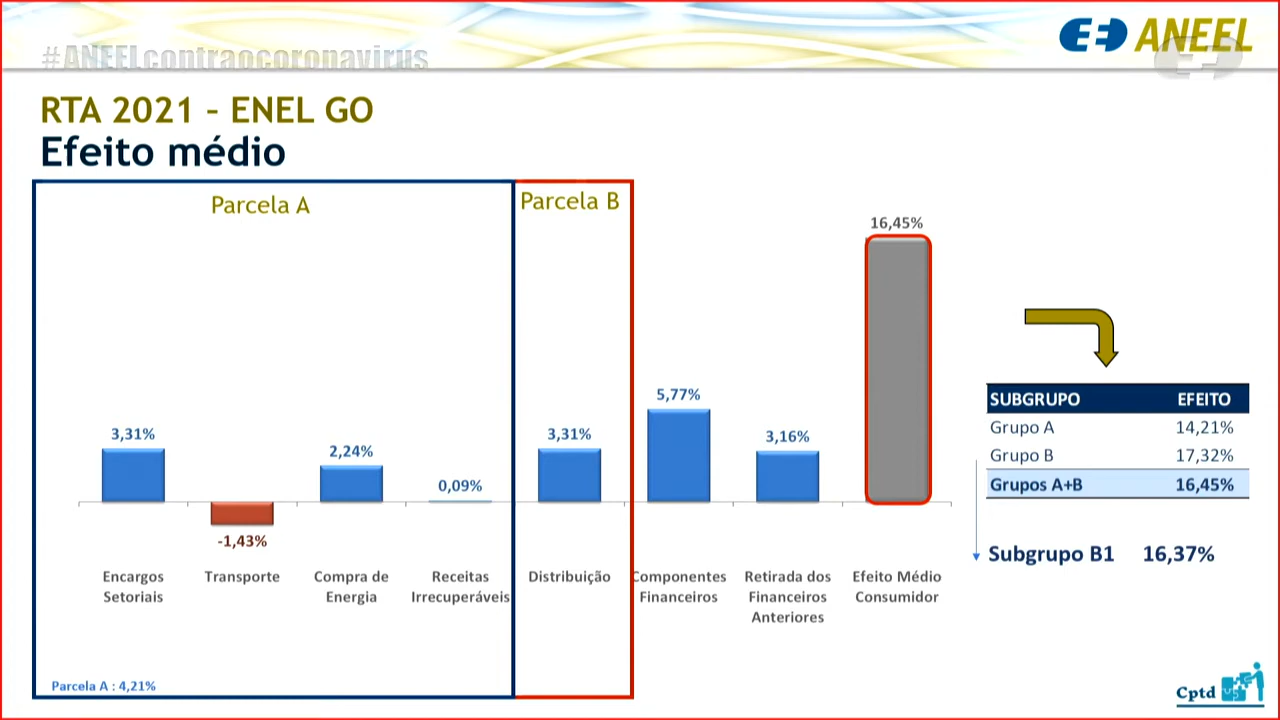 #ANEELcontraocoronavirus
ANEEL
RTA 2021 – ENEL GO
Efeito médio
Parcela A
Parcela B
16,45%
5,77%
3,31%
2,24%
0,09%
3,31%
3,16%
-1,43%
Encargos
Setoriais
Transporte
Compra de
Energia
Receitas
Irrecuperáveis
Distribuição
Componentes
Financeiros
Retirada dos
Financeiros
Anteriores
Efeito Médio
Consumidor
Parcela A : 4,21%
SUBGRUPO EFEITO
Grupo A 14,21%
Grupo B 17,32%
Grupos A+B 16,45%
Subgrupo B1 16,37%
Cptd